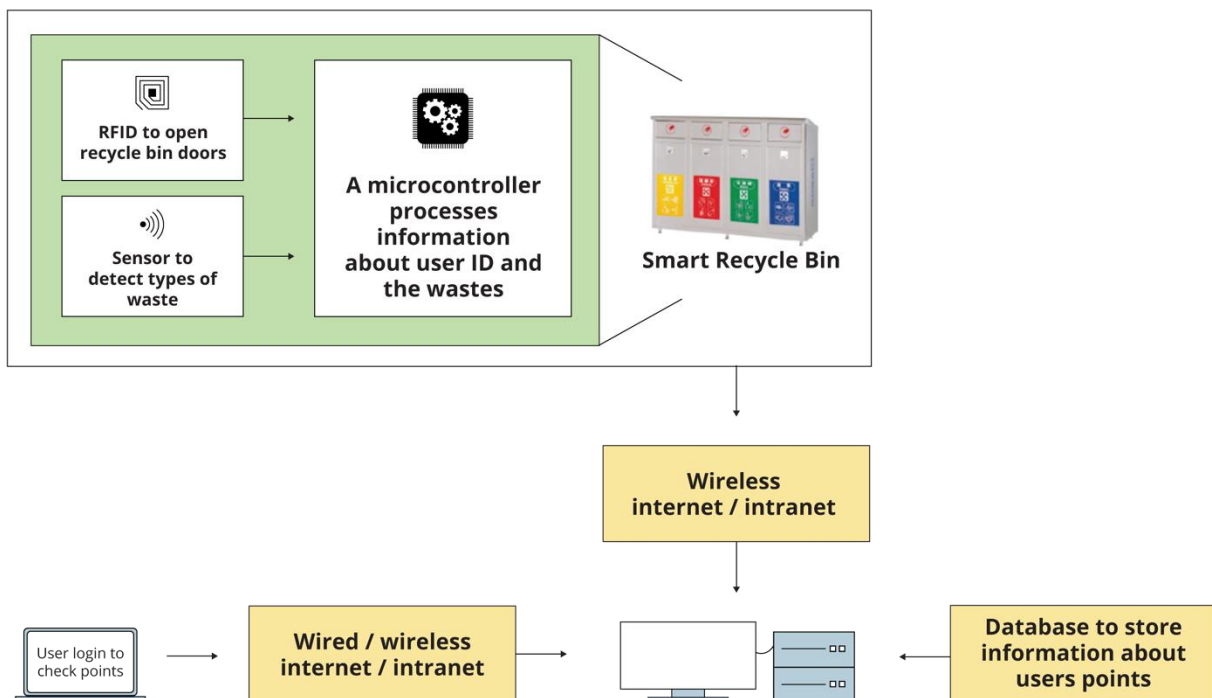 RFID to open
recycle bin doors
Sensor to
detect types of
waste
A microcontroller
processes
information
about user ID and
the wastes
Smart Recycle Bin
Wireless
internet / intranet
User login to
check points
Wired / wireless
internet / intranet
Database to store
information about
users points